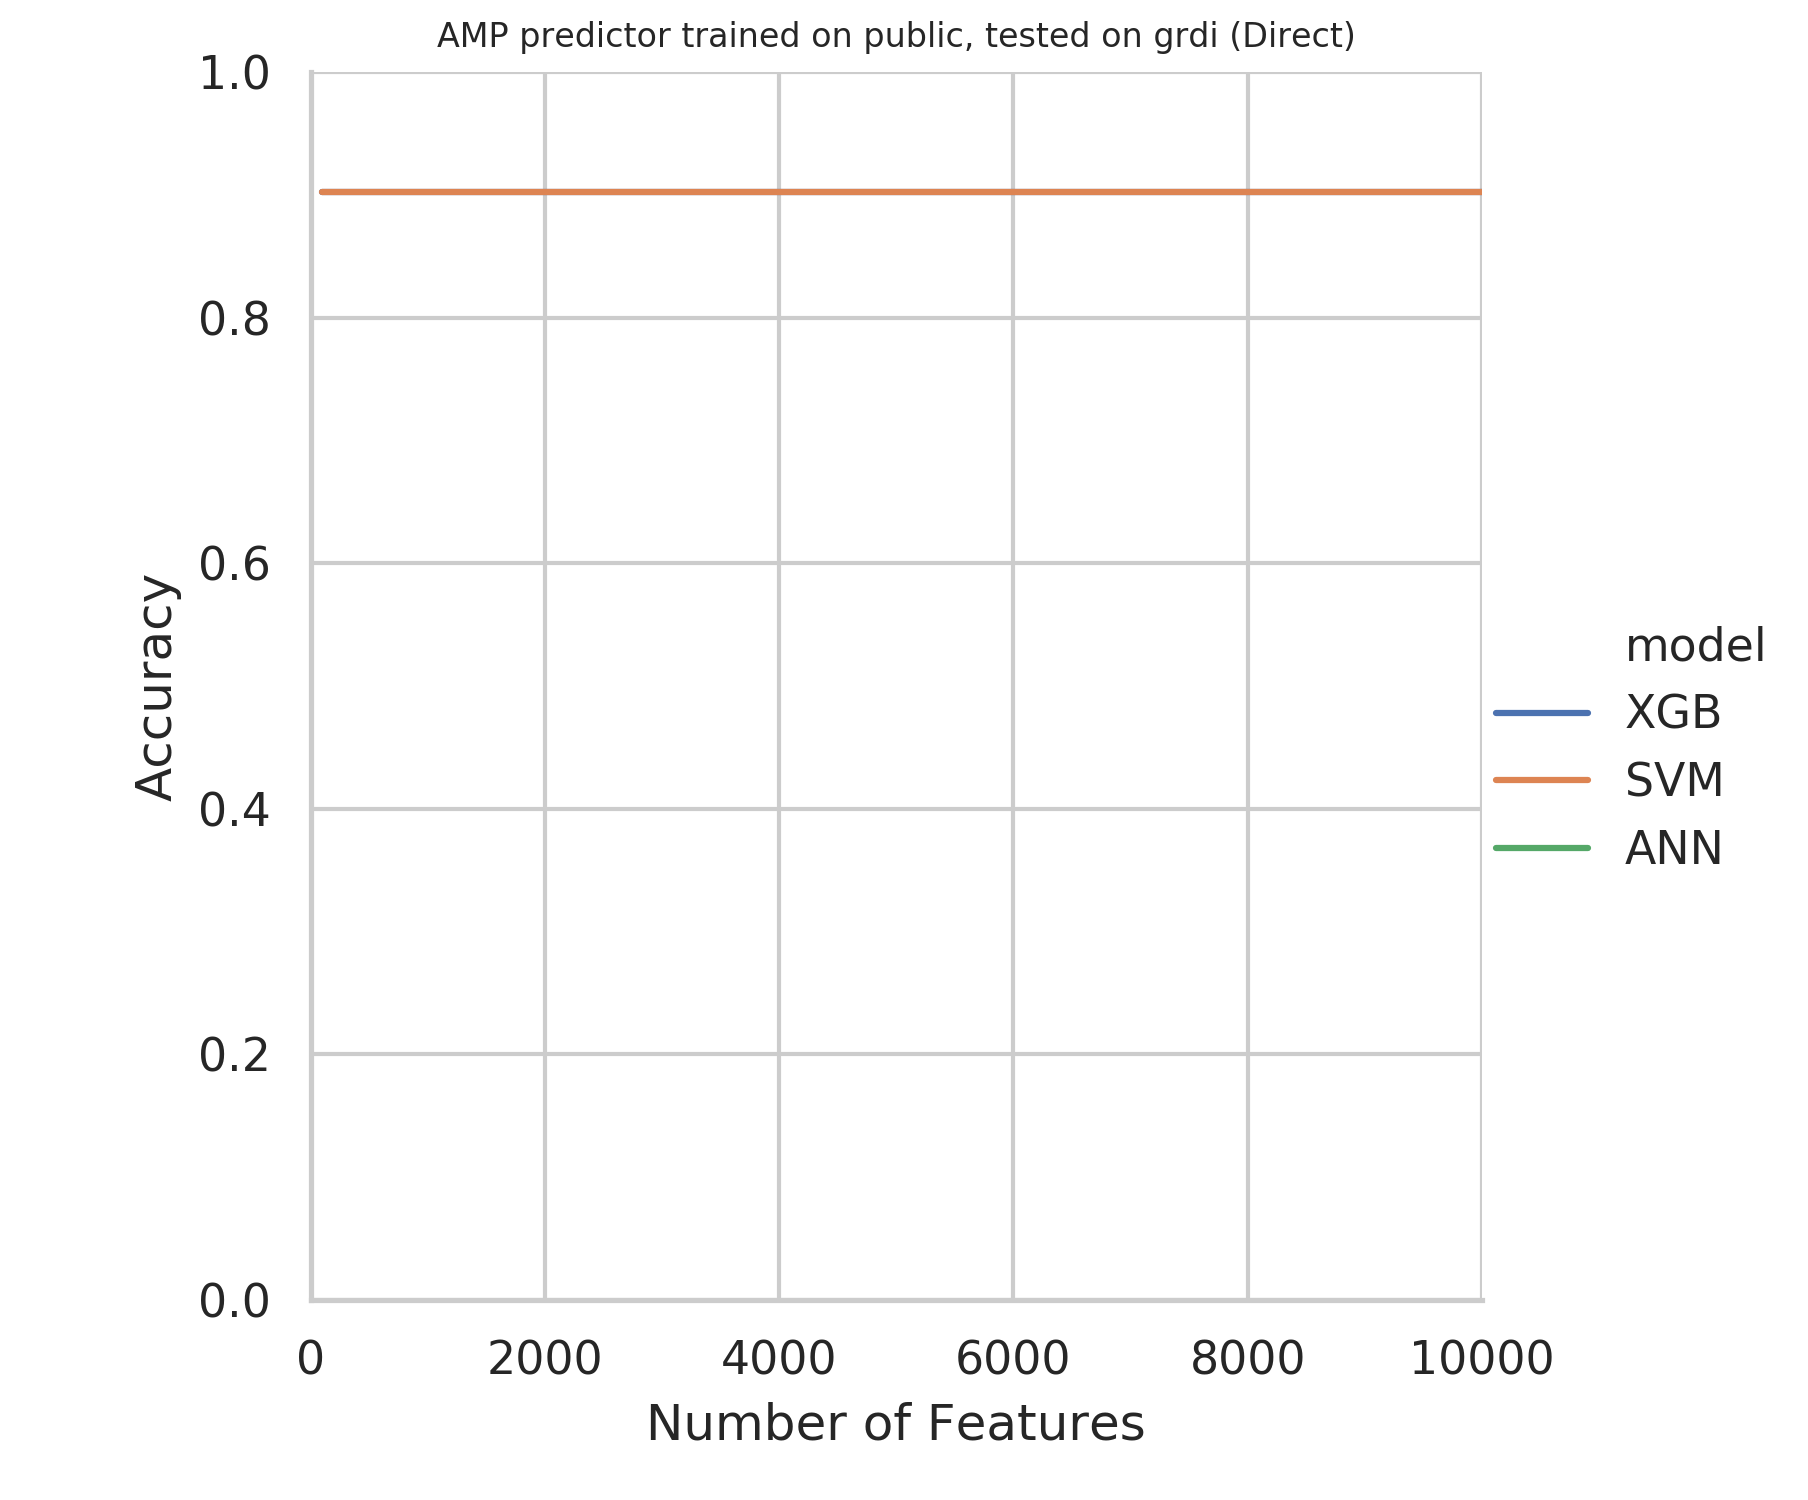 AMP predictor trained on public, tested on grdi (Direct)
1.0
0.8
0.6
0.4
0.2
0.0
Accuracy
0 2000 4000 6000 8000 10000
Number of Features
model
XGB
SVM
ANN